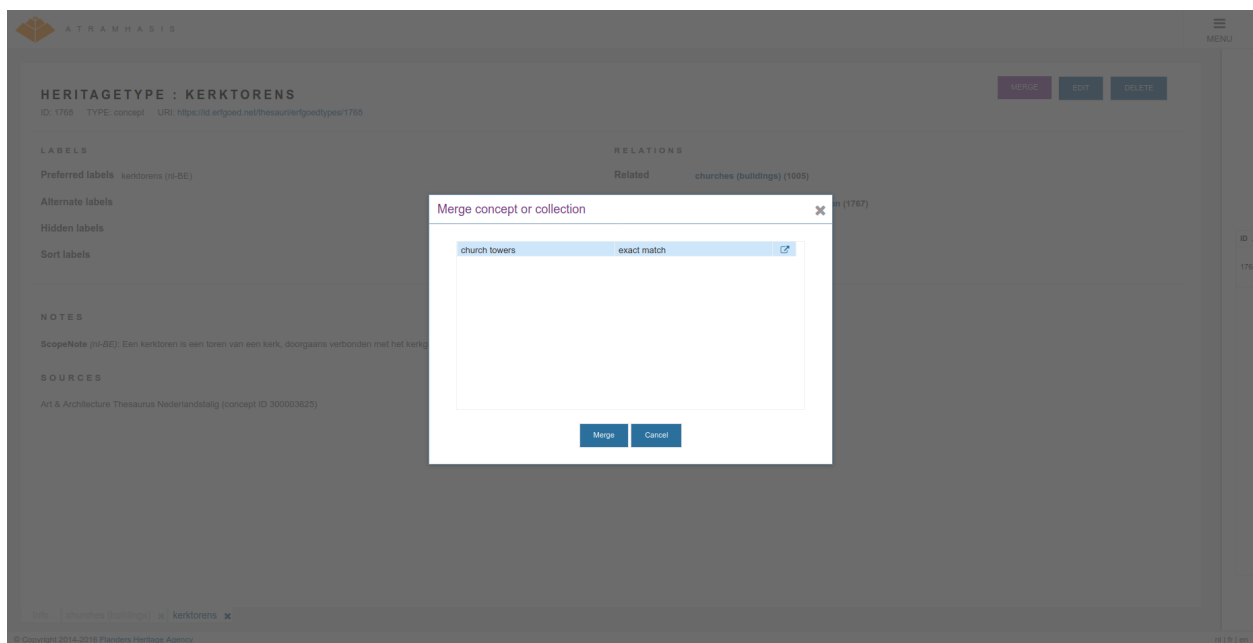 ATRAMHASIS
MENU
HERITAGETYPE : KERKTORENS
MERGE EDIT DELETE
ID: 1768 TYPE: concept URI: https://id.erfgoed.net/thesauri/erfgoedtypes/1768
LABELS
RELATIONS
Preferred labels kerktorens (nl-BE)
Related churches (buildings) (1005)
Alternate labels
(1767)
Hidden labels
Sort labels
Merge concept or collection
church towers exact match
Merge Cancel
ID
NOTES
ScopeNote (nl-BE): Een kerktoren is een toren van een kerk, doorgaans verbonden met het
SOURCES
Art & Architecture Thesaurus Nederlandstalig (concept ID 300003625)
churches (buildings) x kerktorens x
© Copyright 2014-2016 Flanders Heritage Agency
nl | fr | en